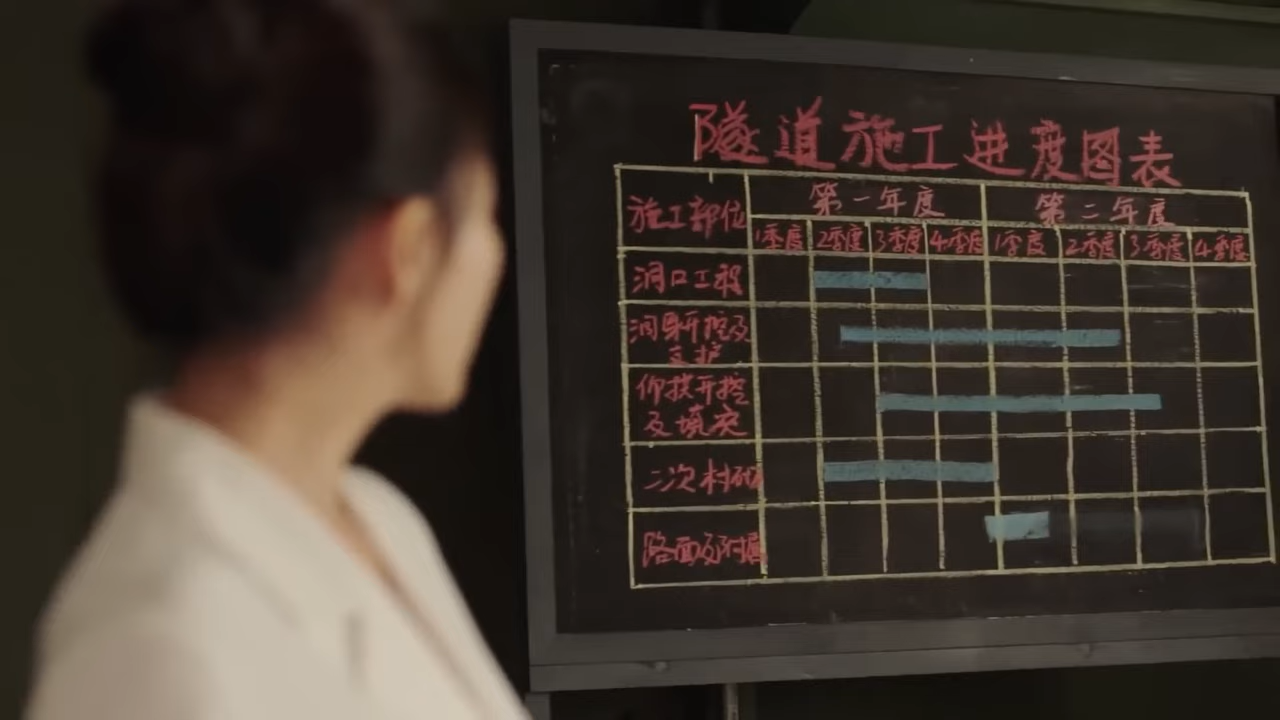 隧道施工进度图表
施工部位 第一年度 第二年度
1季度 2季度 3季度 4季度 1季度 2季度 3季度 4季度
洞口工程
洞身开挖及
支护
仰拱开挖
及填充
二次衬砌
路面及附属